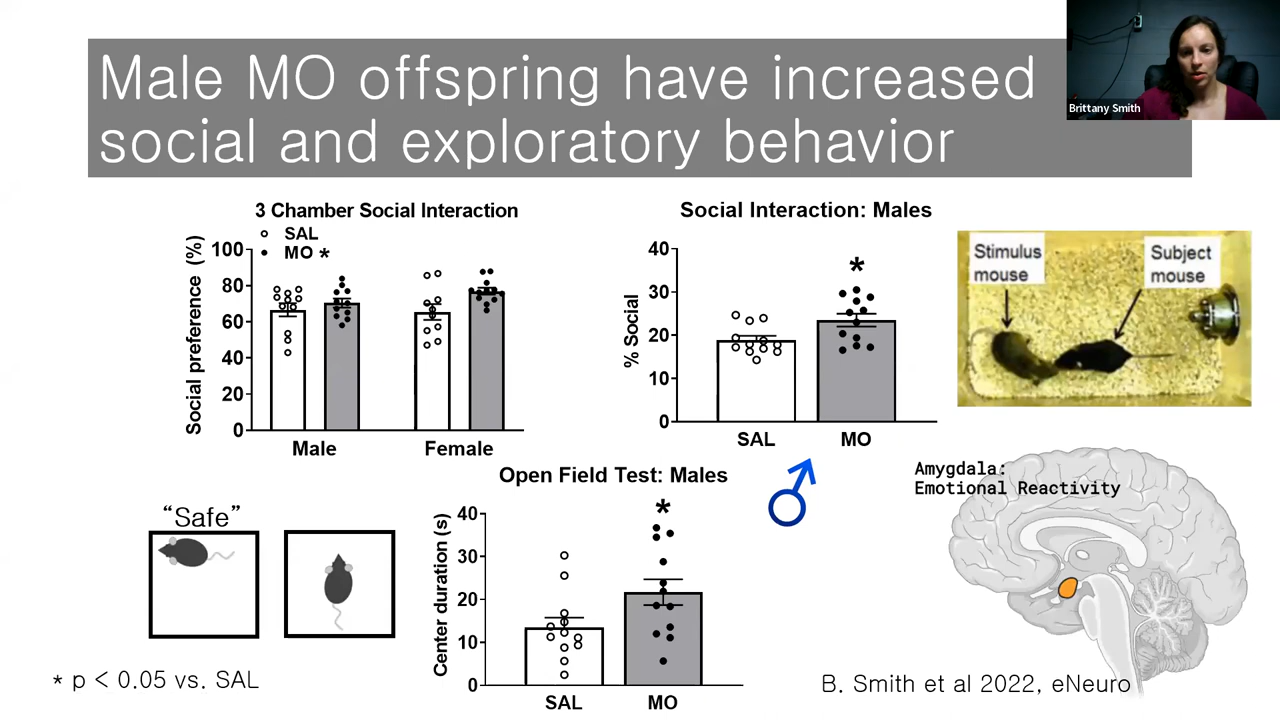 Male MO offspring have increased
social and exploratory behavior
Brittany Smith
3 Chamber Social Interaction
SAL
MO *
Social preference (%)
100
80
60
40
20
0
Male
Female
Social Interaction: Males
% Social
40
30
20
10
0
*
SAL
MO
Stimulus
mouse
Subject
mouse
Open Field Test: Males
Center duration (s)
40
30
20
10
0
*
SAL
MO
"Safe"
Amygdala:
Emotional Reactivity
* p < 0.05 vs. SAL
B. Smith et al 2022, eNeuro